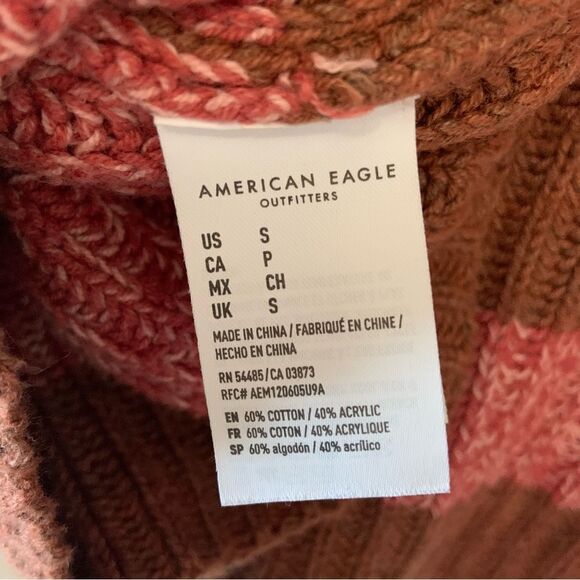 AMERICAN EAGLE
OUTFITTERS
US S
CA P
MX CH
UK S
MADE IN CHINA / FABRIQUÉ EN CHINE /
HECHO EN CHINA
RN 54485 / CA 03873
RFC# AEM120605U9A
EN 60% COTTON / 40% ACRYLIC
FR 60% COTON / 40% ACRYLIQUE
SP 60% algodón / 40% acrílico